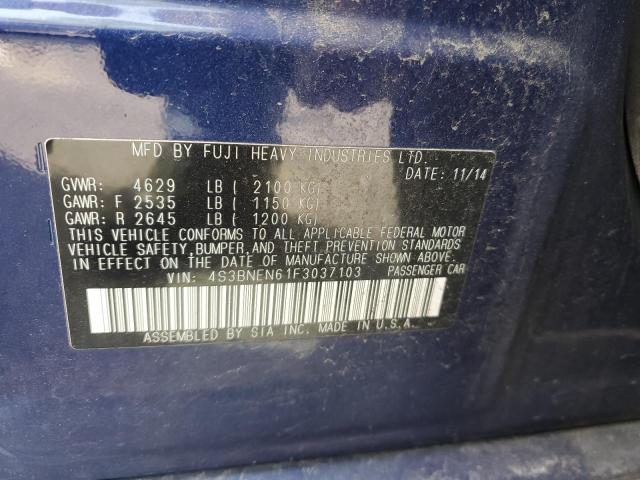 MFD BY FUJI HEAVY INDUSTRIES LTD.
DATE: 11/14
GVWR: 4629 LB ( 2100 KG)
GAWR: F 2535 LB ( 1150 KG)
GAWR: R 2645 LB ( 1200 KG)
THIS VEHICLE CONFORMS TO ALL APPLICABLE FEDERAL MOTOR
VEHICLE SAFETY, BUMPER, AND THEFT PREVENTION STANDARDS
IN EFFECT ON THE DATE OF MANUFACTURE SHOWN ABOVE.
VIN: 4S3BNEN61F3037103 PASSENGER CAR
ASSEMBLED BY SIA INC. MADE IN U.S.A.